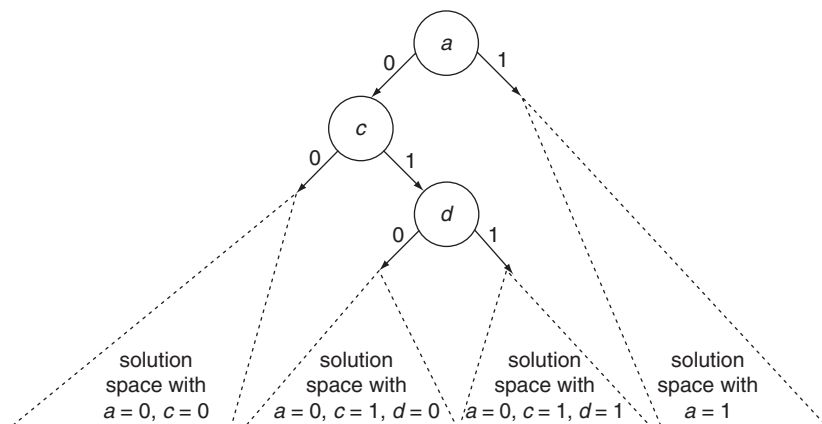 a
0
1
c
0
1
d
0
1
solution
space with
a = 0, c = 0
solution
space with
a = 0, c = 1, d = 0
solution
space with
a = 0, c = 1, d = 1
solution
space with
a = 1